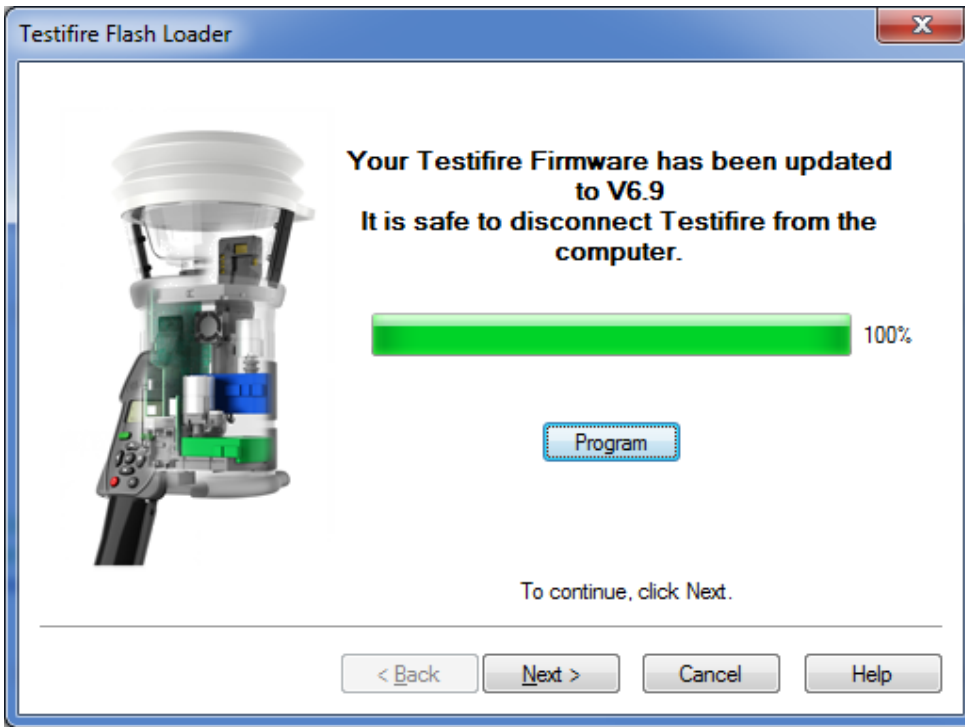 Testifire Flash Loader
Your Testifire Firmware has been updated
to V6.9
It is safe to disconnect Testifire from the
computer.
100%
Program
To continue, click Next.
< Back
Next >
Cancel
Help